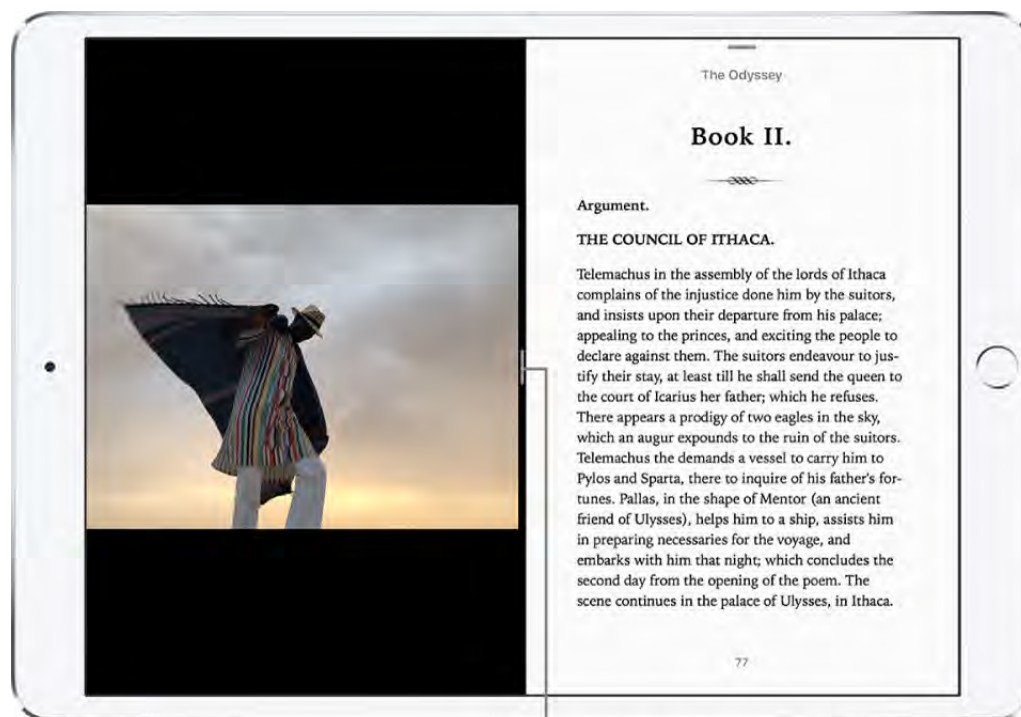 The Odyssey
Book II.
Argument.
THE COUNCIL OF ITHACA.
Telemachus in the assembly of the lords of Ithaca
complains of the injustice done him by the suitors,
and insists upon their departure from his palace;
appealing to the princes, and exciting the people to
declare against them. The suitors endeavour to jus-
tify their stay, at least till he shall send the queen to
the court of Icarius her father; which he refuses.
There appears a prodigy of two eagles in the sky,
which an augur expounds to the ruin of the suitors.
Telemachus the demands a vessel to carry him to
Pylos and Sparta, there to inquire of his father's for-
tunes. Pallas, in the shape of Mentor (an ancient
friend of Ulysses), helps him to a ship, assists him
in preparing necessaries for the voyage, and
embarks with him that night; which concludes the
second day from the opening of the poem. The
scene continues in the palace of Ulysses, in Ithaca.
77